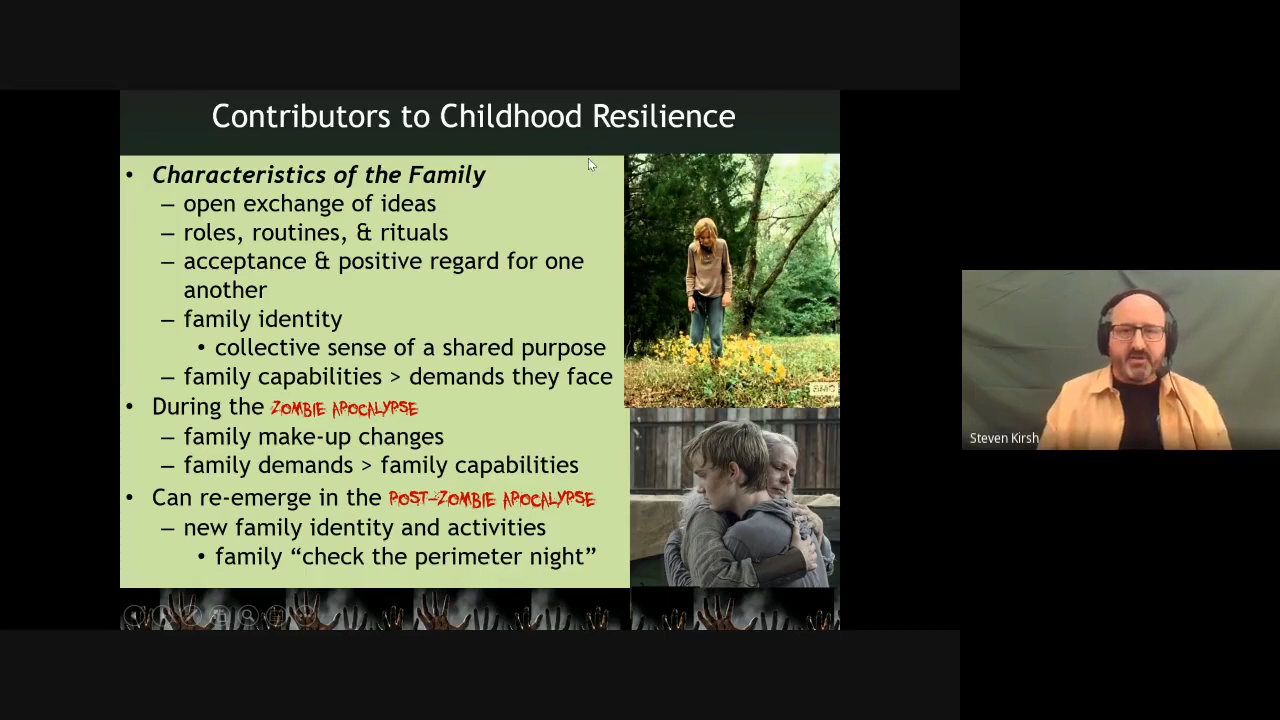 Contributors to Childhood Resilience
• Characteristics of the Family
– open exchange of ideas
– roles, routines, & rituals
– acceptance & positive regard for one
another
– family identity
• collective sense of a shared purpose
– family capabilities > demands they face
• During the ZOMBIE APOCALYPSE
– family make-up changes
– family demands > family capabilities
• Can re-emerge in the POST-ZOMBIE APOCALYPSE
– new family identity and activities
• family “check the perimeter night”
amc
Steven Kirsh